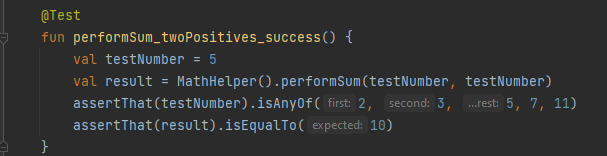 @Test
fun performSum_twoPositives_success() {
val testNumber = 5
val result = MathHelper().performSum(testNumber, testNumber)
assertThat(testNumber).isAnyOf( first: 2, second: 3, ...rest: 5, 7, 11)
assertThat(result).isEqualTo( expected: 10)
}